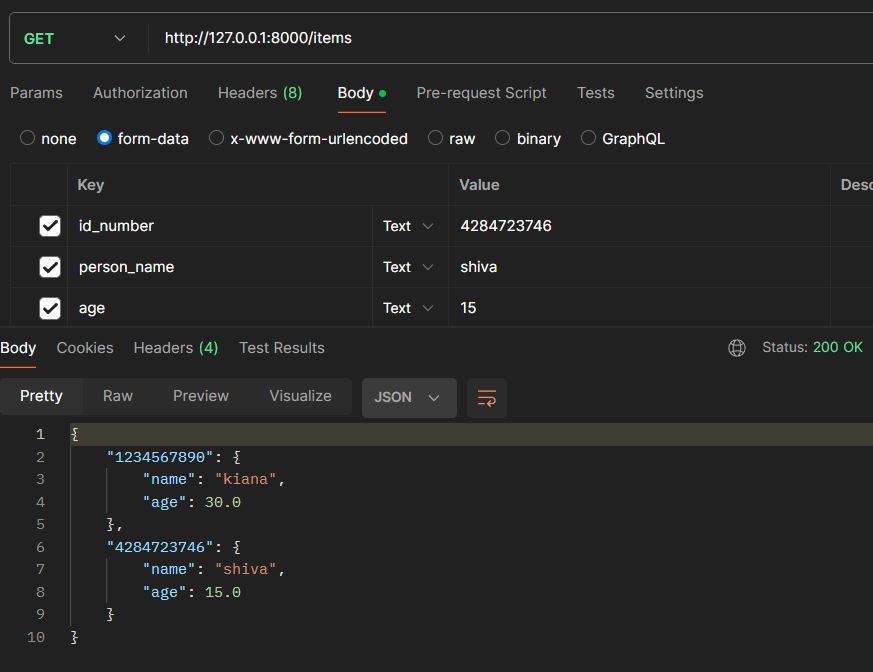 GET http://127.0.0.1:8000/items
Params Authorization Headers (8) Body Pre-request Script Tests Settings
none form-data x-www-form-urlencoded raw binary GraphQL
Key Value Desc
id_number Text 4284723746
person_name Text shiva
age Text 15
Body Cookies Headers (4) Test Results Status: 200 OK
Pretty Raw Preview Visualize JSON
1 {
2 "1234567890": {
3 "name": "kiana",
4 "age": 30.0
5 },
6 "4284723746": {
7 "name": "shiva",
8 "age": 15.0
9 }
10 }